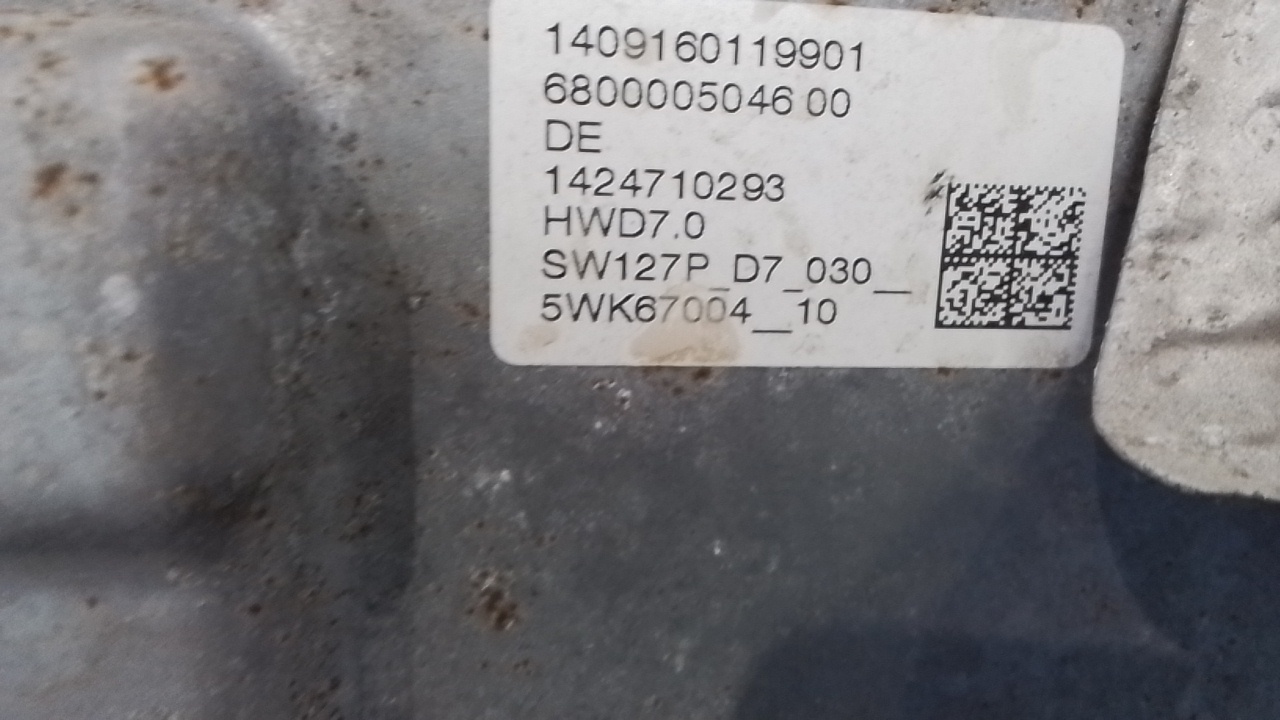 1409160119901
6800005046 00
DE
1424710293
HWD7.0
SW127P_D7_030__
5WK67004__10